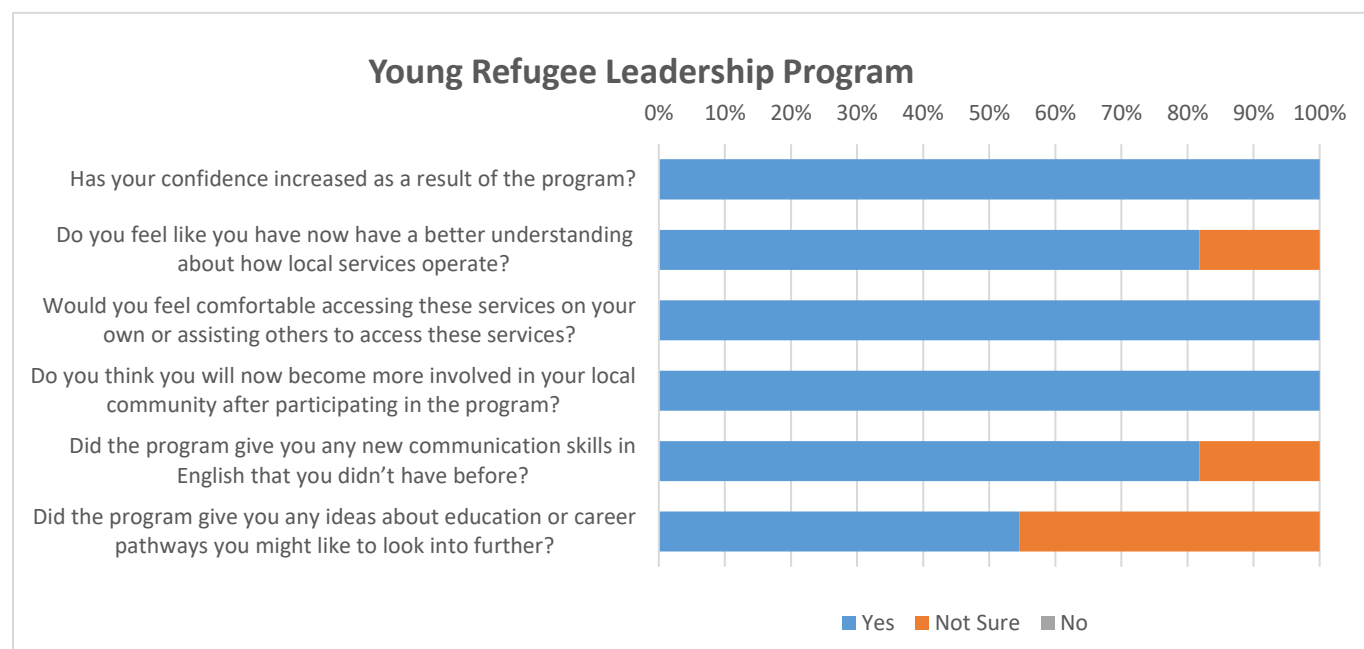 Young Refugee Leadership Program
0% 10% 20% 30% 40% 50% 60% 70% 80% 90% 100%
Has your confidence increased as a result of the program?
Do you feel like you have now have a better understanding
about how local services operate?
Would you feel comfortable accessing these services on your
own or assisting others to access these services?
Do you think you will now become more involved in your local
community after participating in the program?
Did the program give you any new communication skills in
English that you didn’t have before?
Did the program give you any ideas about education or career
pathways you might like to look into further?
Yes Not Sure No